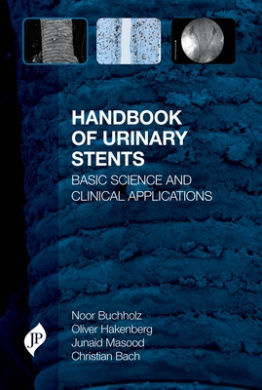 HANDBOOK
OF URINARY
STENTS
BASIC SCIENCE AND
CLINICAL APPLICATIONS
Noor Buchholz
Oliver Hakenberg
Junaid Masood
Christian Bach
JP